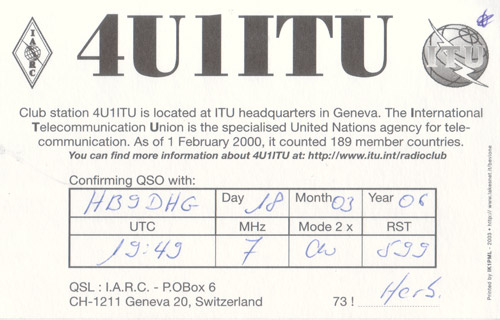 I A R C
4U1ITU
ITU
Club station 4U1ITU is located at ITU headquarters in Geneva. The International
Telecommunication Union is the specialised United Nations agency for tele-
communication. As of 1 February 2000, it counted 189 member countries.
You can find more information about 4U1ITU at: http://www.itu.int/radioclub
Confirming QSO with:
HB9DHG Day 18 Month 03 Year 06
UTC MHz Mode 2 x RST
19:49 7 CW 599
QSL : I.A.R.C. - P.OBox 6
CH-1211 Geneva 20, Switzerland 73 ! Herb.
Printed by IK1PML - 2003 •